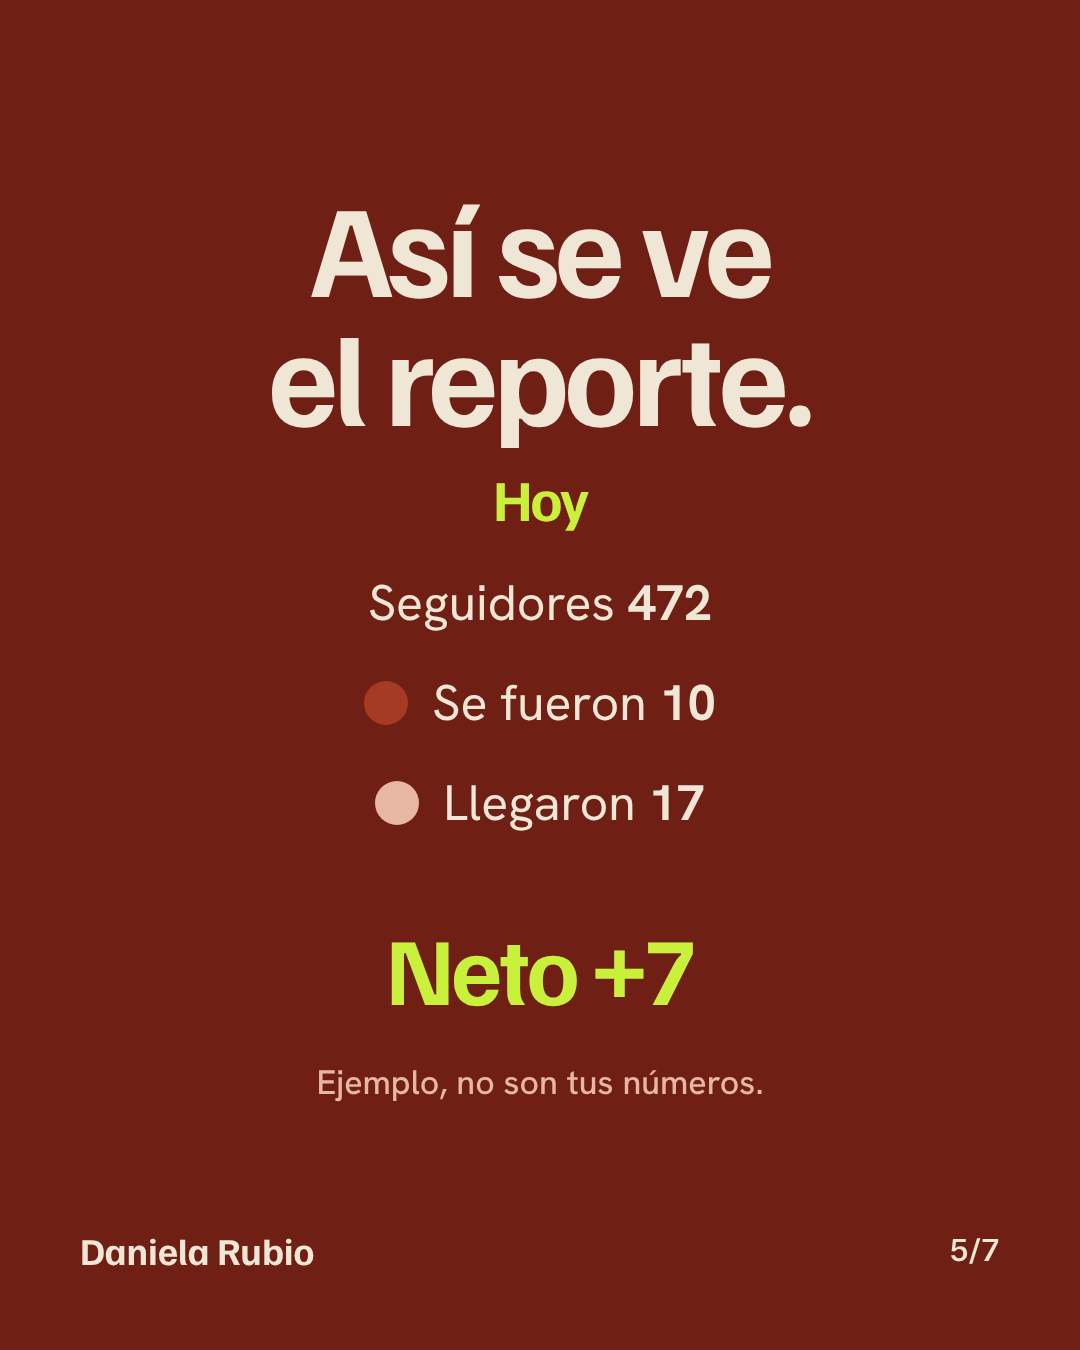 Así se ve
el reporte.
Hoy
Seguidores 472
Se fueron 10
Llegaron 17
Neto +7
Ejemplo, no son tus números.
Daniela Rubio
5/7